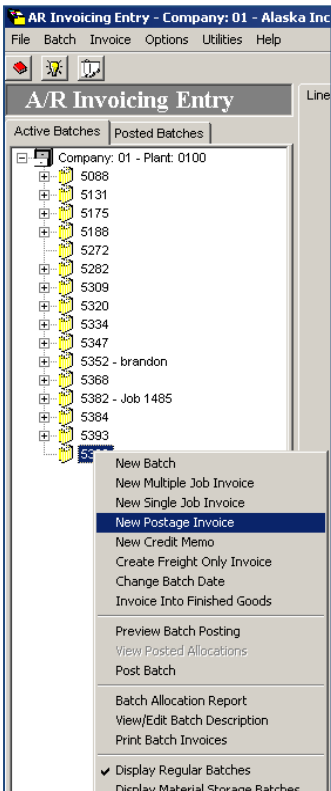 AR Invoicing Entry - Company: 01 - Alaska Inc
File Batch Invoice Options Utilities Help
A/R Invoicing Entry
Line
Active Batches Posted Batches
Company: 01 - Plant: 0100
5088
5131
5175
5188
5272
5282
5309
5320
5334
5347
5352 - brandon
5368
5382 - Job 1485
5384
5393
New Batch
New Multiple Job Invoice
New Single Job Invoice
New Postage Invoice
New Credit Memo
Create Freight Only Invoice
Change Batch Date
Invoice Into Finished Goods
Preview Batch Posting
View Posted Allocations
Post Batch
Batch Allocation Report
View/Edit Batch Description
Print Batch Invoices
Display Regular Batches
Display Material Storage Batches